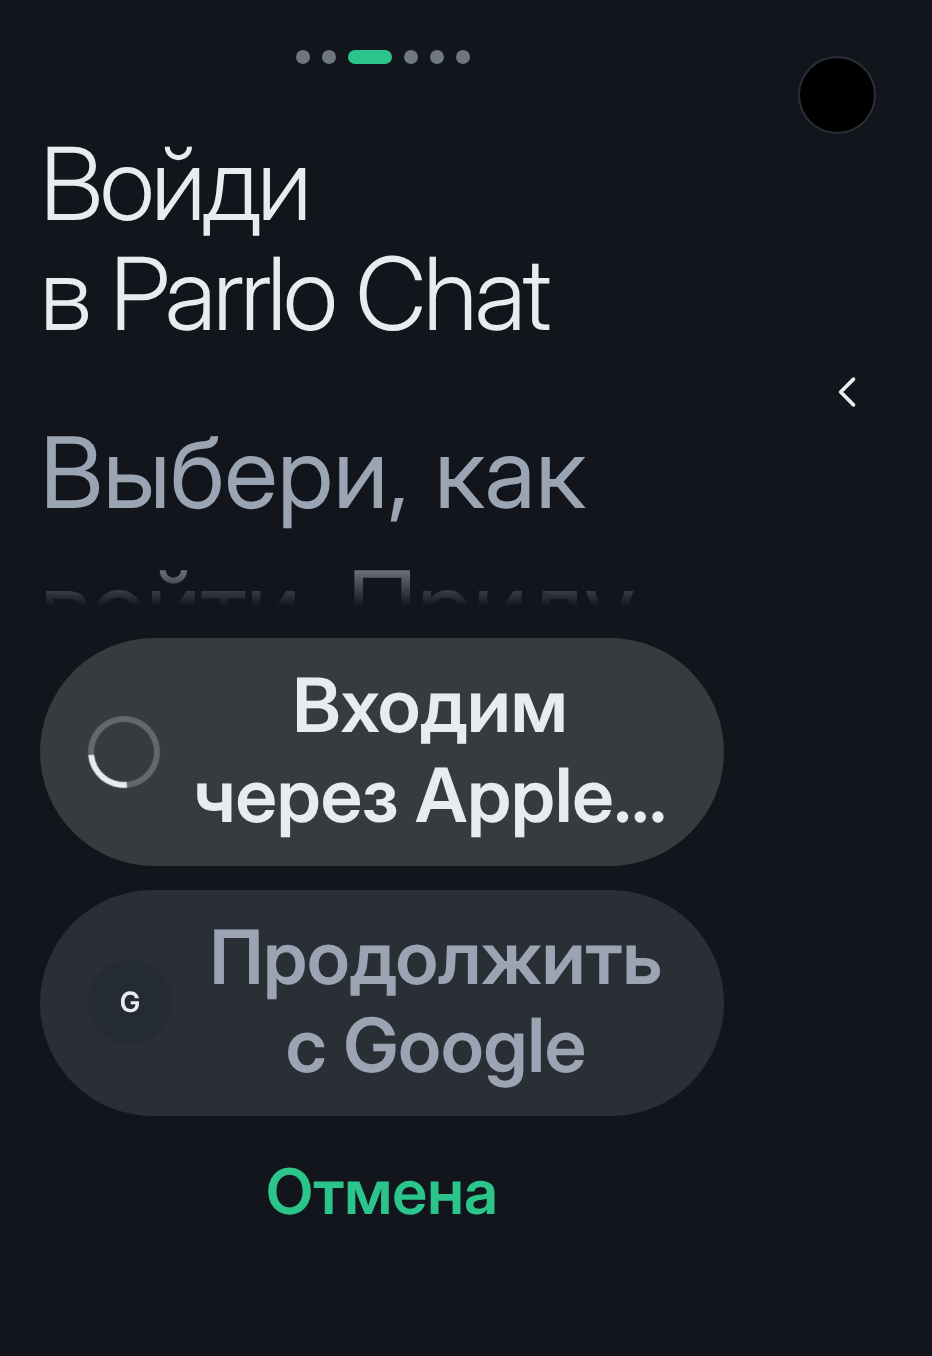 Войди
в Parrlo Chat
Выбери, как
Входим
через Apple...
G
Продолжить
с Google
Отмена